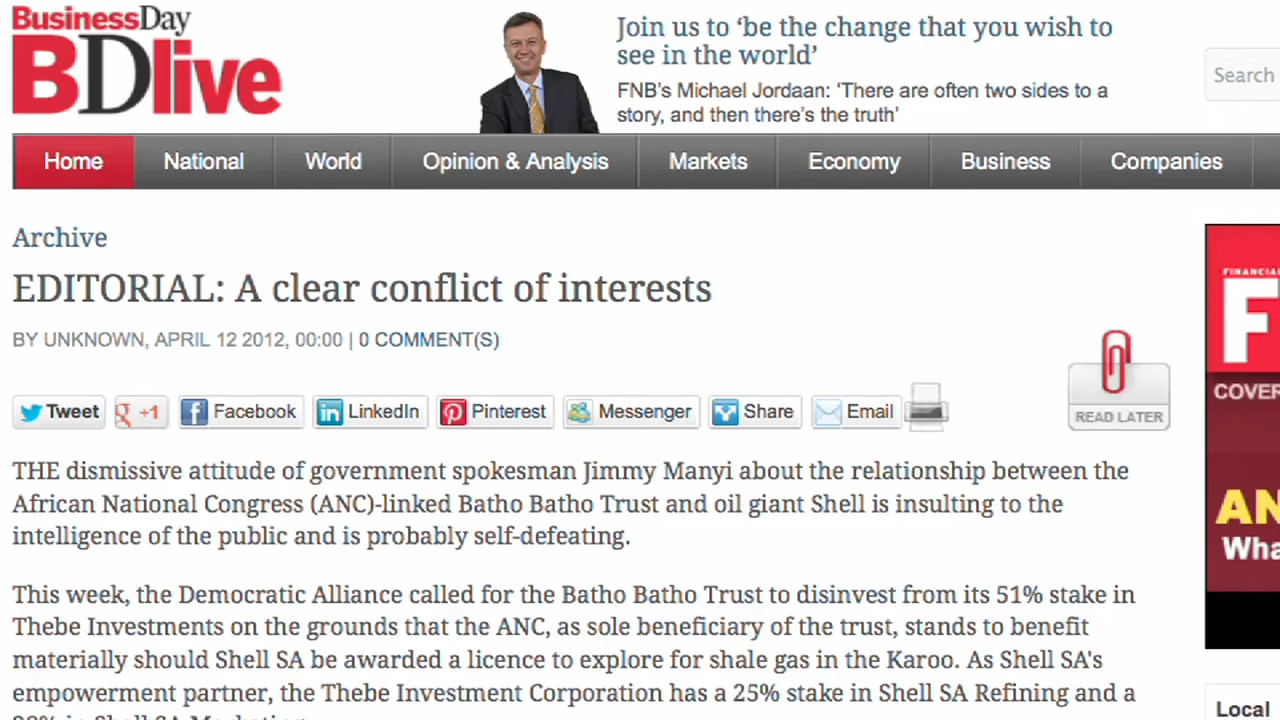 BusinessDay
BDlive
Join us to ‘be the change that you wish to
see in the world’
FNB's Michael Jordaan: ‘There are often two sides to a
story, and then there's the truth’
Search
Home
National
World
Opinion & Analysis
Markets
Economy
Business
Companies
Archive
EDITORIAL: A clear conflict of interests
BY UNKNOWN, APRIL 12 2012, 00:00 | 0 COMMENT(S)
Tweet
+1
Facebook
LinkedIn
Pinterest
Messenger
Share
Email
READ LATER
THE dismissive attitude of government spokesman Jimmy Manyi about the relationship between the
African National Congress (ANC)-linked Batho Batho Trust and oil giant Shell is insulting to the
intelligence of the public and is probably self-defeating.
This week, the Democratic Alliance called for the Batho Batho Trust to disinvest from its 51% stake in
Thebe Investments on the grounds that the ANC, as sole beneficiary of the trust, stands to benefit
materially should Shell SA be awarded a licence to explore for shale gas in the Karoo. As Shell SA's
empowerment partner, the Thebe Investment Corporation has a 25% stake in Shell SA Refining and a
FINANCIAL
F
COVER
AN
Wha
Local